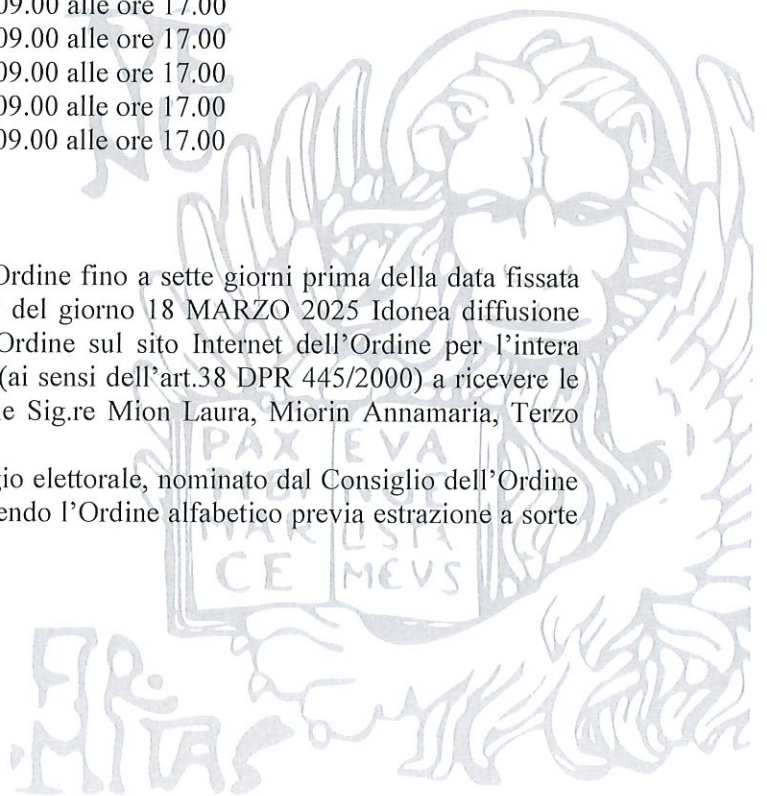 09.00 alle ore 17.00
09.00 alle ore 17.00
09.00 alle ore 17.00
09.00 alle ore 17.00
09.00 alle ore 17.00
Ordine fino a sette giorni prima della data fissata
del giorno 18 MARZO 2025 Idonea diffusione
Ordine sul sito Internet dell'Ordine per l'intera
(ai sensi dell'art.38 DPR 445/2000) a ricevere le
e Sig.re Mion Laura, Miorin Annamaria, Terzo
gio elettorale, nominato dal Consiglio dell'Ordine
endo l'Ordine alfabetico previa estrazione a sorte
PAX EVA
TIBI NGE
MAR LISTA
CE MEVS